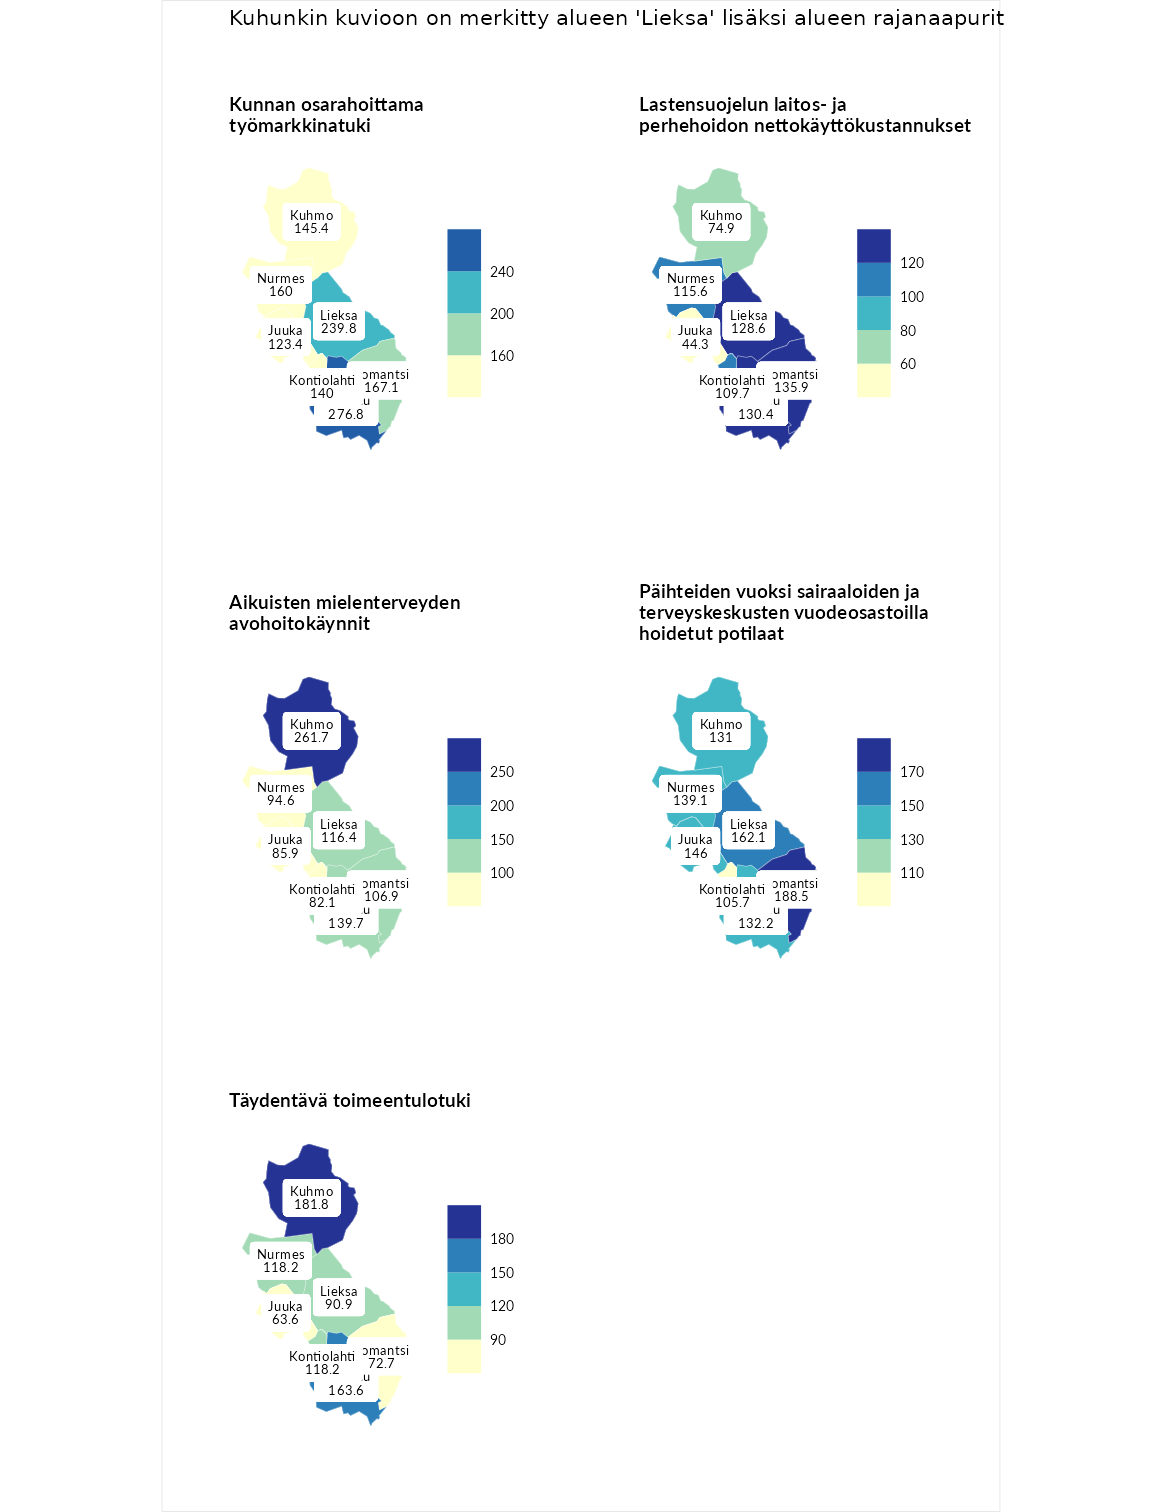 Kuhunkin kuvioon on merkitty alueen 'Lieksa' lisäksi alueen rajanaapurit
Kunnan osarahoittama
työmarkkinatuki
Kuhmo
145.4
Nurmes
160
Lieksa
239.8
Juuka
123.4
omantsi
167.1
Kontiolahti
140
u
276.8
240
200
160
Lastensuojelun laitos- ja
perhehoidon nettokäyttökustannukset
Kuhmo
74.9
Nurmes
115.6
Lieksa
128.6
Juuka
44.3
omantsi
135.9
Kontiolahti
109.7
u
130.4
120
100
80
60
Aikuisten mielenterveyden
avohoitokäynnit
Kuhmo
261.7
Nurmes
94.6
Lieksa
116.4
Juuka
85.9
omantsi
106.9
Kontiolahti
82.1
u
139.7
250
200
150
100
Päihteiden vuoksi sairaaloiden ja
terveyskeskusten vuodeosastoilla
hoidetut potilaat
Kuhmo
131
Nurmes
139.1
Lieksa
162.1
Juuka
146
omantsi
188.5
Kontiolahti
105.7
u
132.2
170
150
130
110
Täydentävä toimeentulotuki
Kuhmo
181.8
Nurmes
118.2
Lieksa
90.9
Juuka
63.6
omantsi
72.7
Kontiolahti
118.2
u
163.6
180
150
120
90